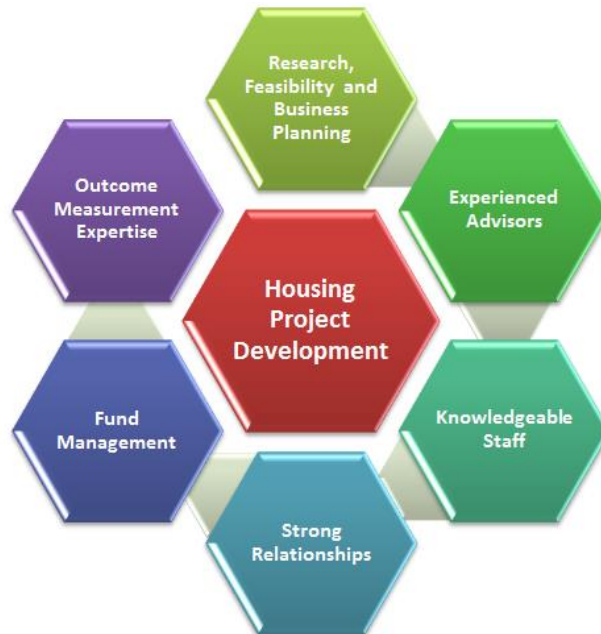 Research,
Feasibility and
Business
Planning
Outcome
Measurement
Expertise
Experienced
Advisors
Housing
Project
Development
Fund
Management
Knowledgeable
Staff
Strong
Relationships